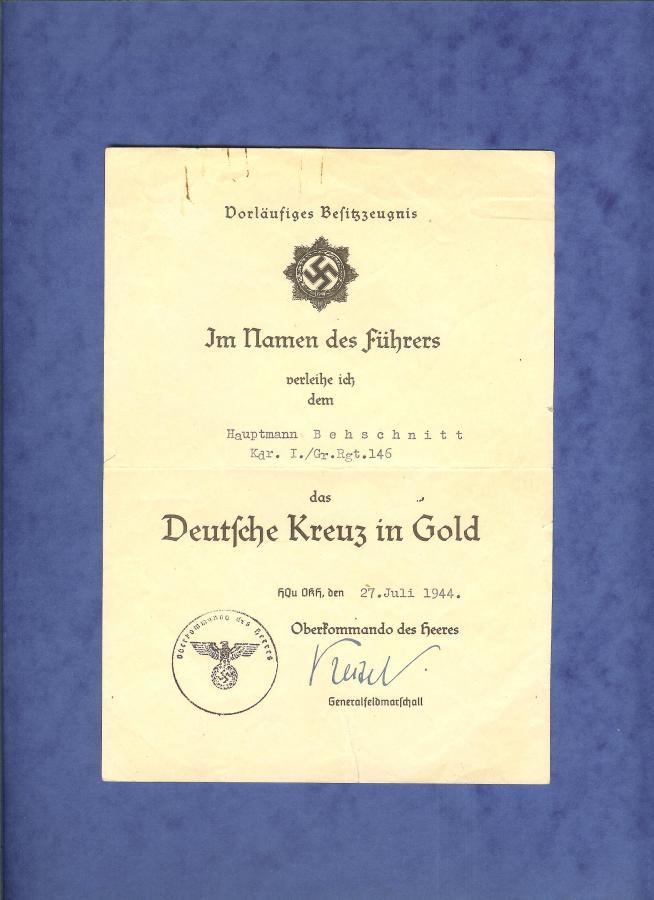 Vorläufiges Besitzzeugnis
Im Namen des Führers
verleihe ich
dem
Hauptmann Behschnitt
Kdr. I./Gr.Rgt.146
das
Deutsche Kreuz in Gold
HQu OKH, den 27.Juli 1944.
Oberkommando des Heeres
Oberkommando des Heeres
Keitel
Generalfeldmarschall